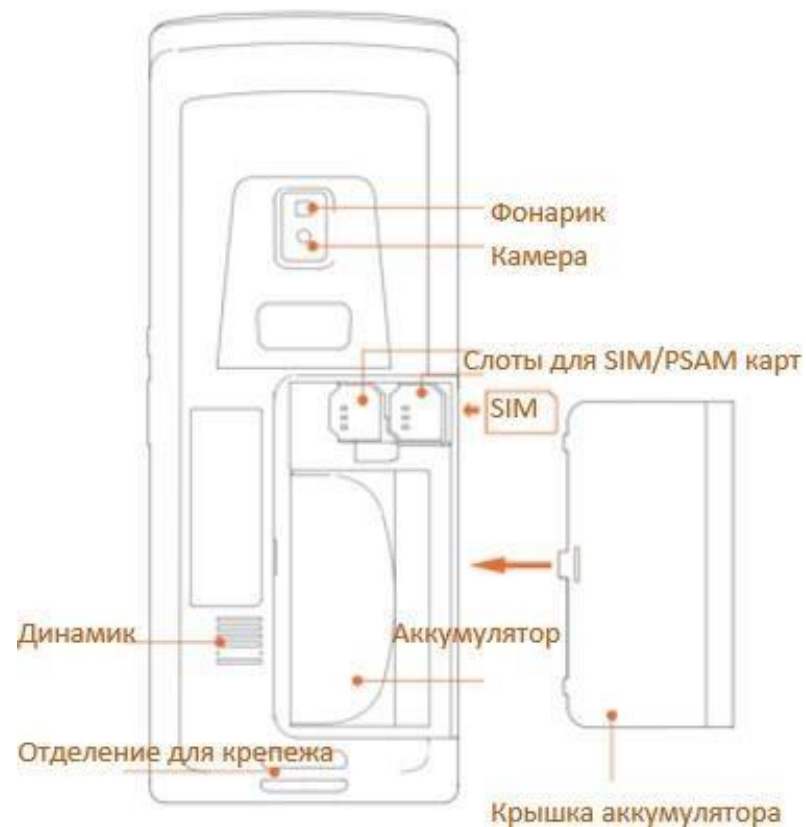 Фонарик
Камера
Слоты для SIM/PSAM карт
SIM
Динамик
Аккумулятор
Отделение для крепежа
Крышка аккумулятора